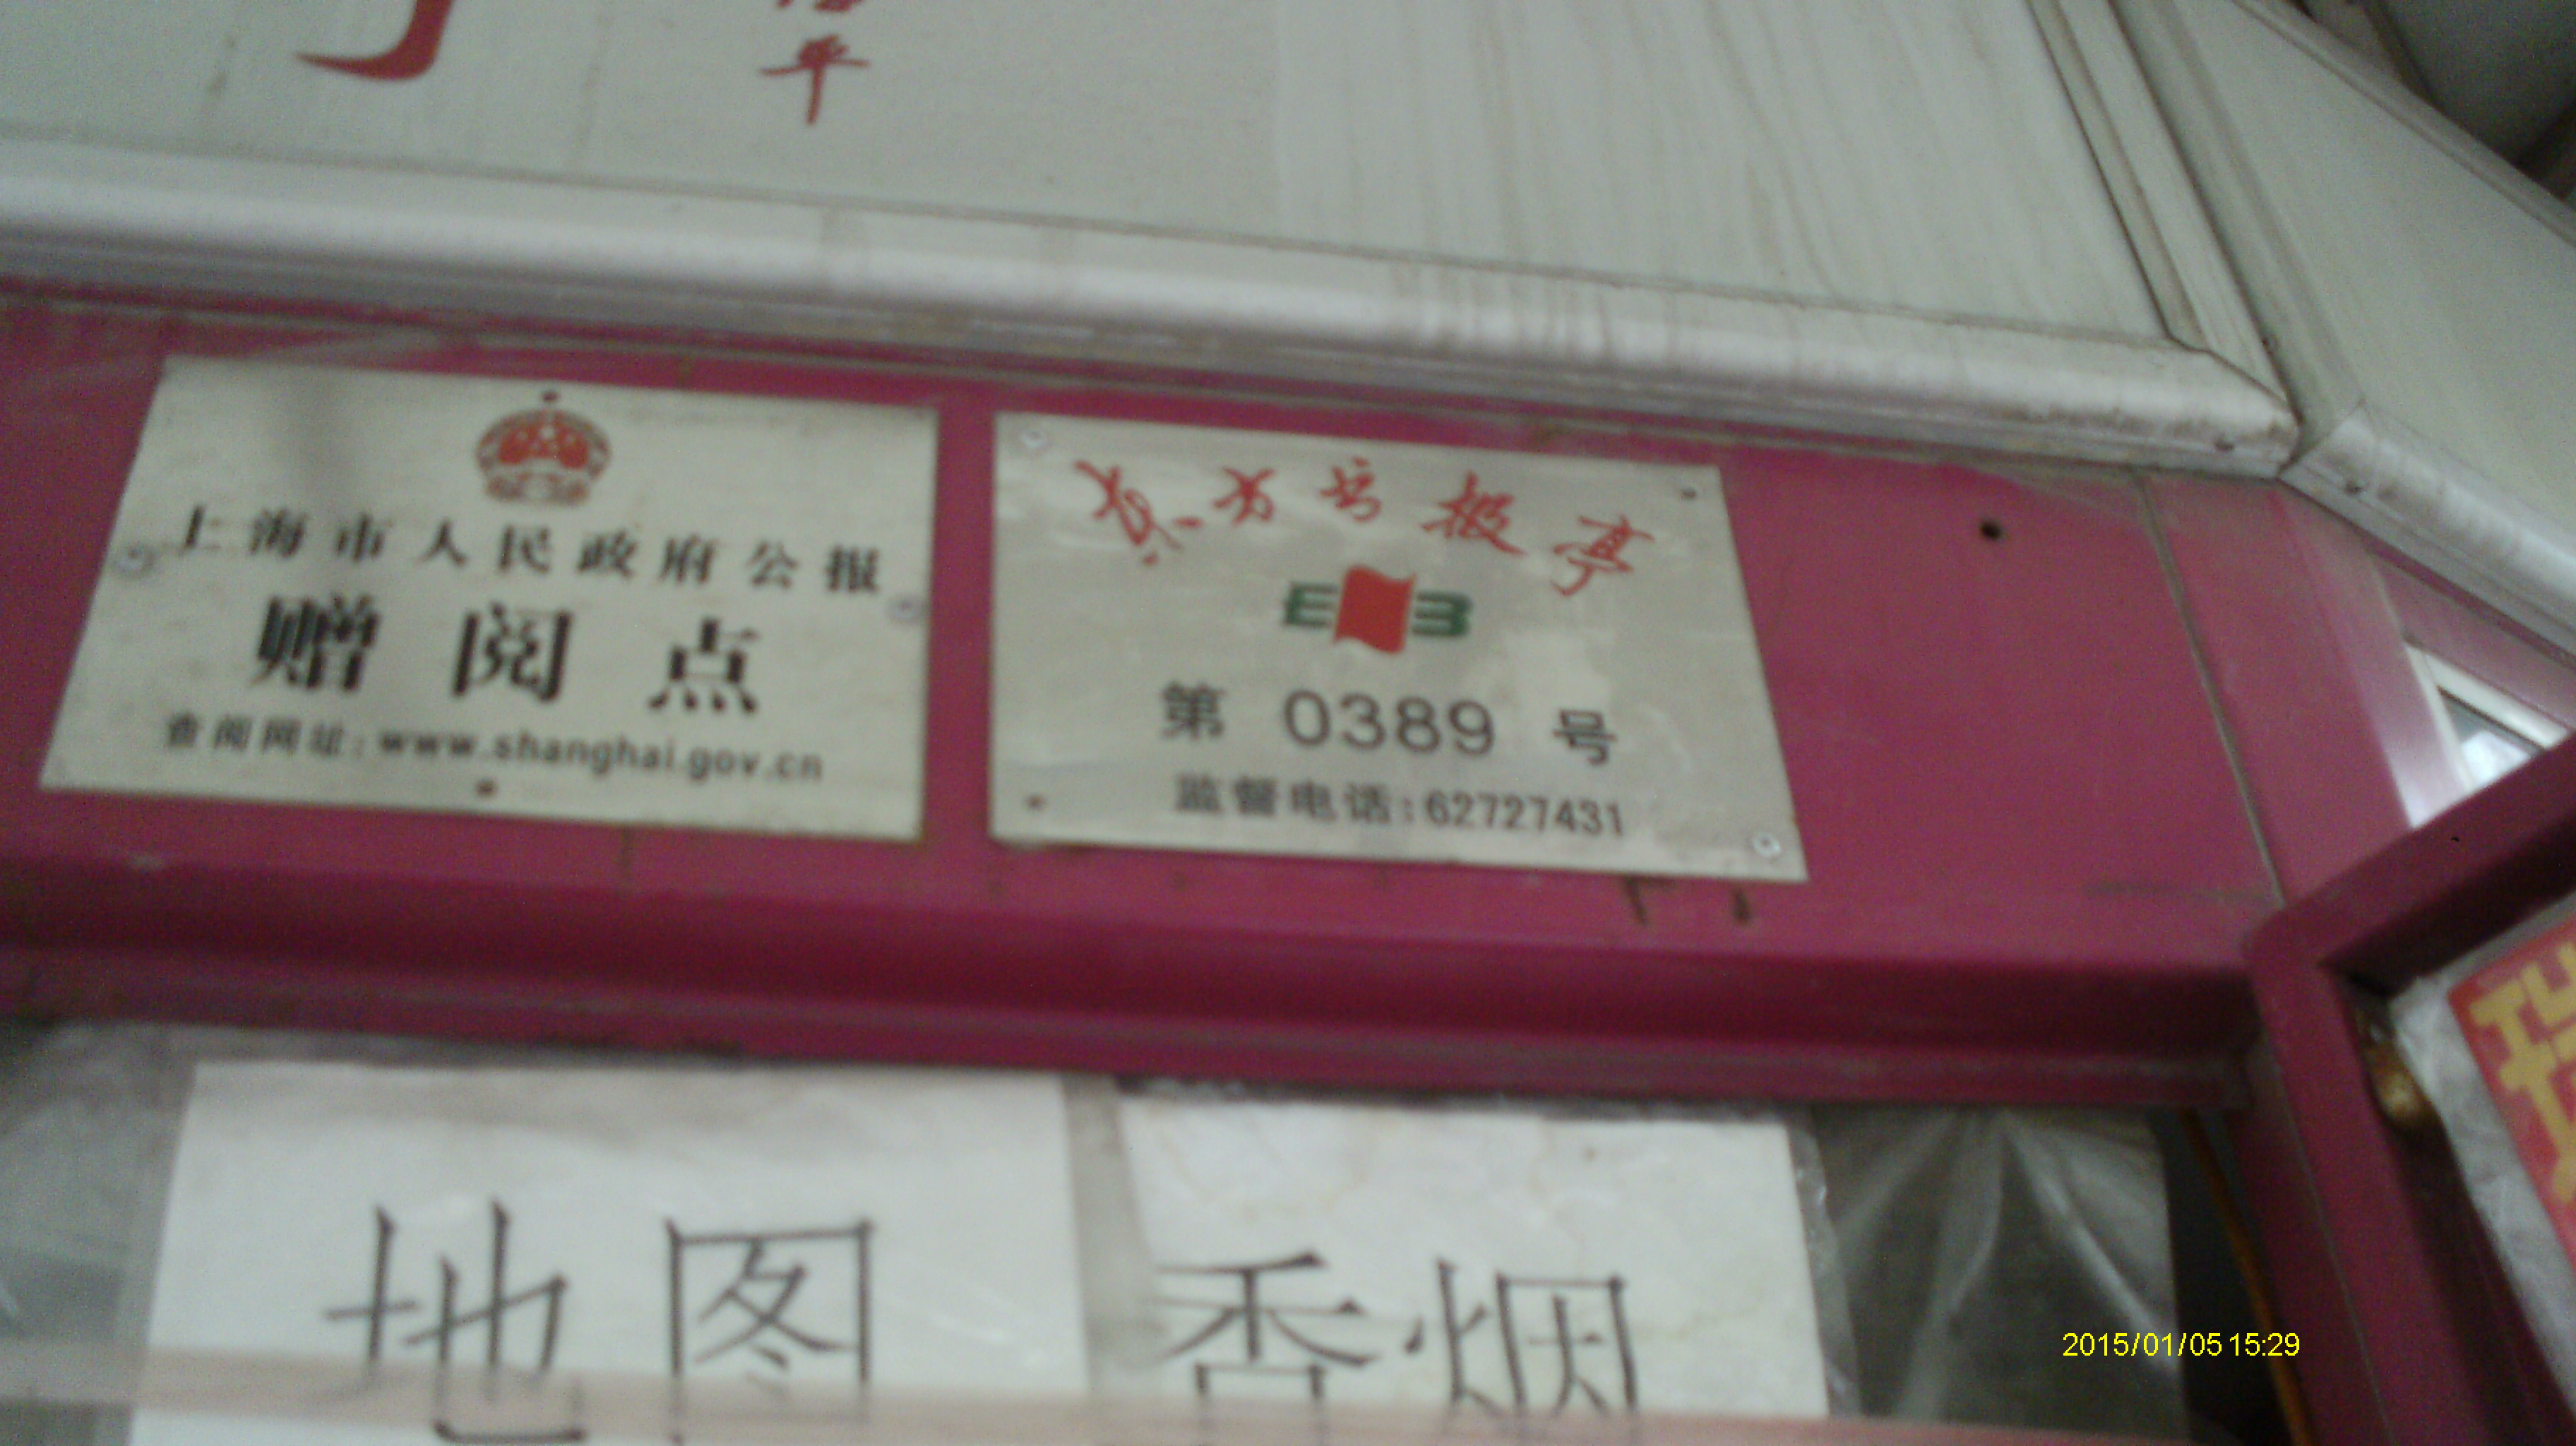 平
上海市人民政府公报
赠阅点
查阅网址:www.shanghai.gov.cn
东方书报亭
EB
第 0389 号
监督电话:62727431
地图
香烟
2015/01/05 15:29